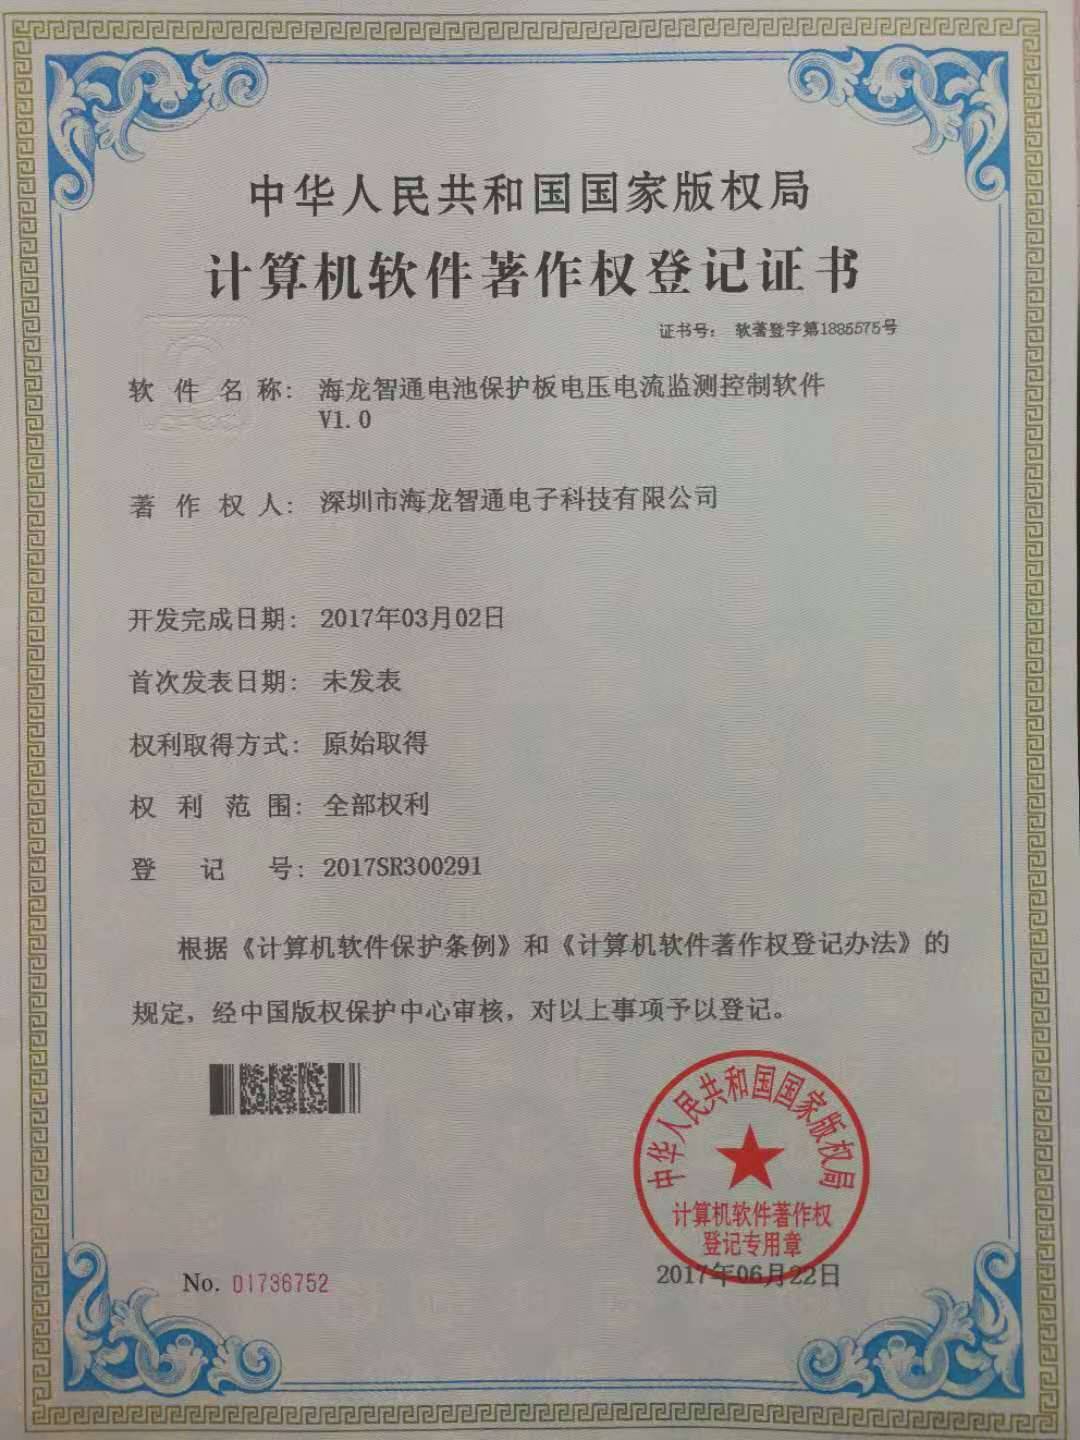 中华人民共和国国家版权局
计算机软件著作权登记证书
证书号： 软著登字第1885575号
软件名称： 海龙智通电池保护板电压电流监测控制软件
V1.0
著作权人： 深圳市海龙智通电子科技有限公司
开发完成日期： 2017年03月02日
首次发表日期： 未发表
权利取得方式： 原始取得
权利范围： 全部权利
登记号： 2017SR300291
根据《计算机软件保护条例》和《计算机软件著作权登记办法》的
规定，经中国版权保护中心审核，对以上事项予以登记。
中华人民共和国国家版权局
计算机软件著作权
登记专用章
No. 01736752
2017年06月22日